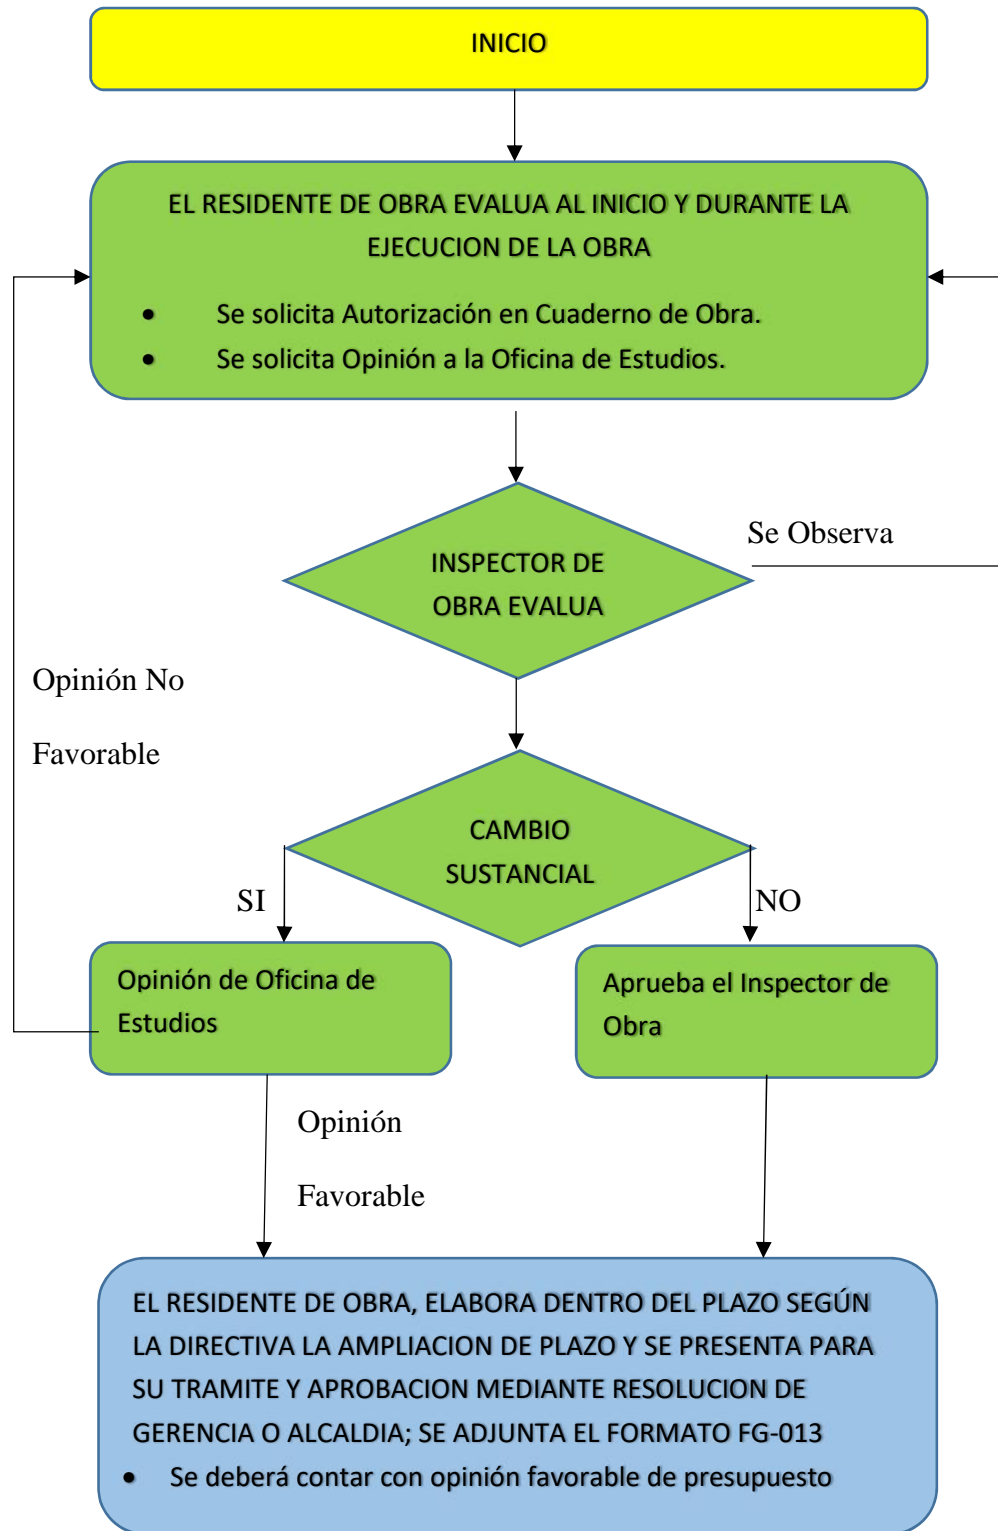 INICIO
EL RESIDENTE DE OBRA EVALUA AL INICIO Y DURANTE LA
EJECUCION DE LA OBRA
• Se solicita Autorización en Cuaderno de Obra.
• Se solicita Opinión a la Oficina de Estudios.
Se Observa
INSPECTOR DE
OBRA EVALUA
Opinión No
Favorable
CAMBIO
SUSTANCIAL
SI
NO
Opinión de Oficina de
Estudios
Aprueba el Inspector de
Obra
Opinión
Favorable
EL RESIDENTE DE OBRA, ELABORA DENTRO DEL PLAZO SEGÚN
LA DIRECTIVA LA AMPLIACION DE PLAZO Y SE PRESENTA PARA
SU TRAMITE Y APROBACION MEDIANTE RESOLUCION DE
GERENCIA O ALCALDIA; SE ADJUNTA EL FORMATO FG-013
• Se deberá contar con opinión favorable de presupuesto